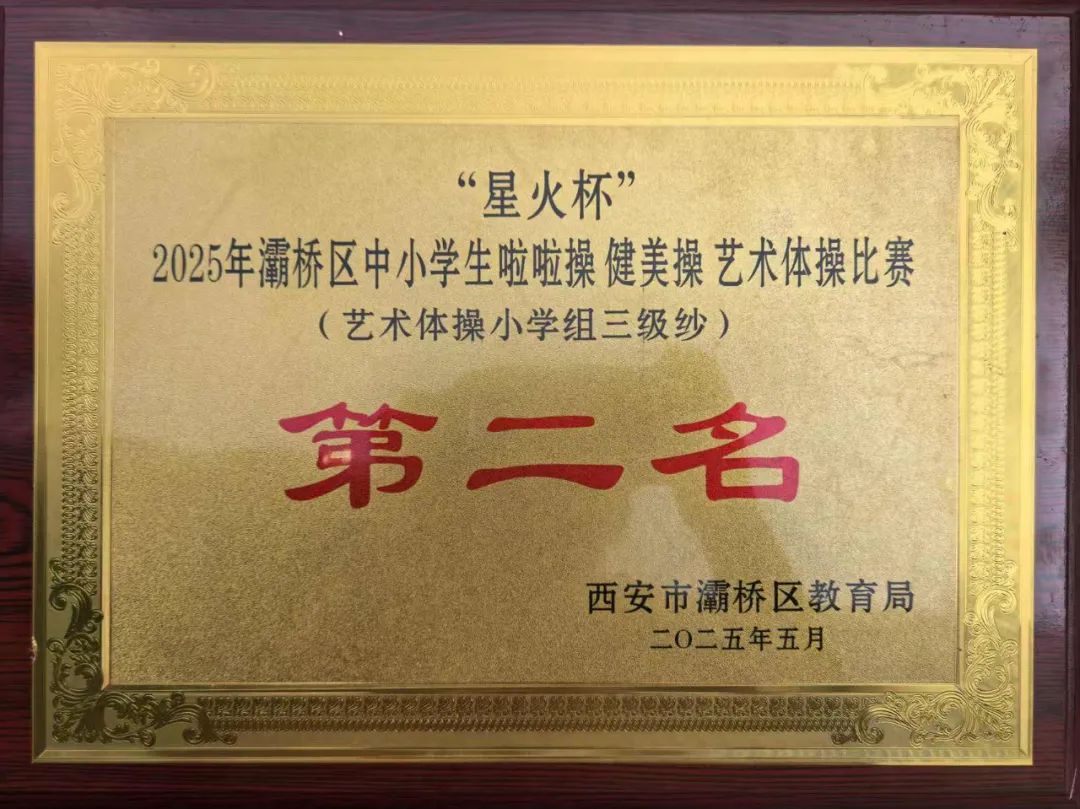 “星火杯”
2025年灞桥区中小学生啦啦操 健美操 艺术体操比赛
（艺术体操小学组三级纱）
第二名
西安市灞桥区教育局
二〇二五年五月